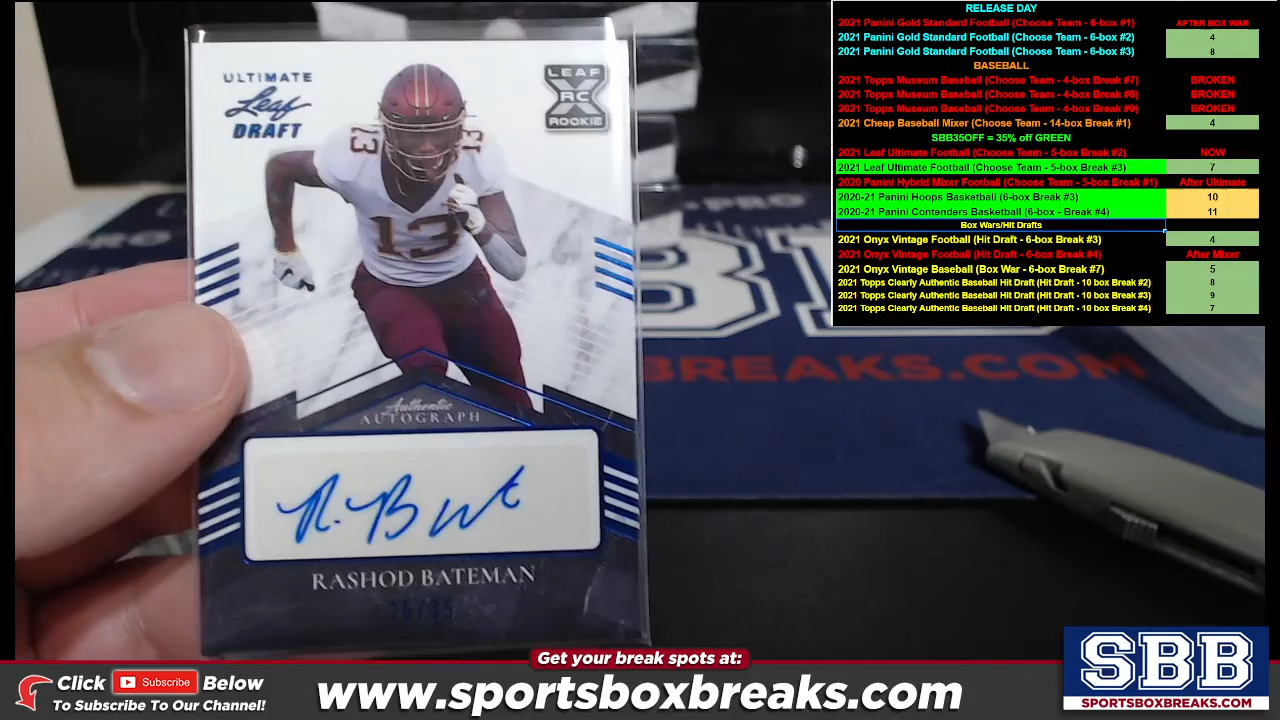 ULTIMATE
Leaf
DRAFT
LEAF
RC
ROOKIE
13
13
13
Authentic
AUTOGRAPH
R. B
RASHOD BATEMAN
RELEASE DAY
2021 Panini Gold Standard Football (Choose Team - 6-box #1) AFTER BOX WAR
2021 Panini Gold Standard Football (Choose Team - 6-box #2) 4
2021 Panini Gold Standard Football (Choose Team - 6-box #3) 8
BASEBALL
2021 Topps Museum Baseball (Choose Team - 4-box Break #7) BROKEN
2021 Topps Museum Baseball (Choose Team - 4-box Break #8) BROKEN
2021 Topps Museum Baseball (Choose Team - 4-box Break #9) BROKEN
2021 Cheap Baseball Mixer (Choose Team - 14-box Break #1) 4
SBB35OFF = 35% off GREEN
2021 Leaf Ultimate Football (Choose Team - 5-box Break #2) NOW
2021 Leaf Ultimate Football (Choose Team - 5-box Break #3) 7
2020 Panini Hybrid Mixer Football (Choose Team - 5-box Break #1) After Ultimate
2020-21 Panini Hoops Basketball (6-box Break #3) 10
2020-21 Panini Contenders Basketball (6-box - Break #4) 11
Box Wars/Hit Drafts
2021 Onyx Vintage Football (Hit Draft - 6-box Break #3) 4
2021 Onyx Vintage Football (Hit Draft - 6-box Break #4) After Mixer
2021 Onyx Vintage Baseball (Box War - 6-box Break #7) 5
2021 Topps Clearly Authentic Baseball Hit Draft (Hit Draft - 10 box Break #2) 8
2021 Topps Clearly Authentic Baseball Hit Draft (Hit Draft - 10 box Break #3) 9
2021 Topps Clearly Authentic Baseball Hit Draft (Hit Draft - 10 box Break #4) 7
BREAKS.COM
Get your break spots at:
Click Subscribe Below
To Subscribe To Our Channel!
www.sportsboxbreaks.com
SBB
SPORTSBOXBREAKS.COM